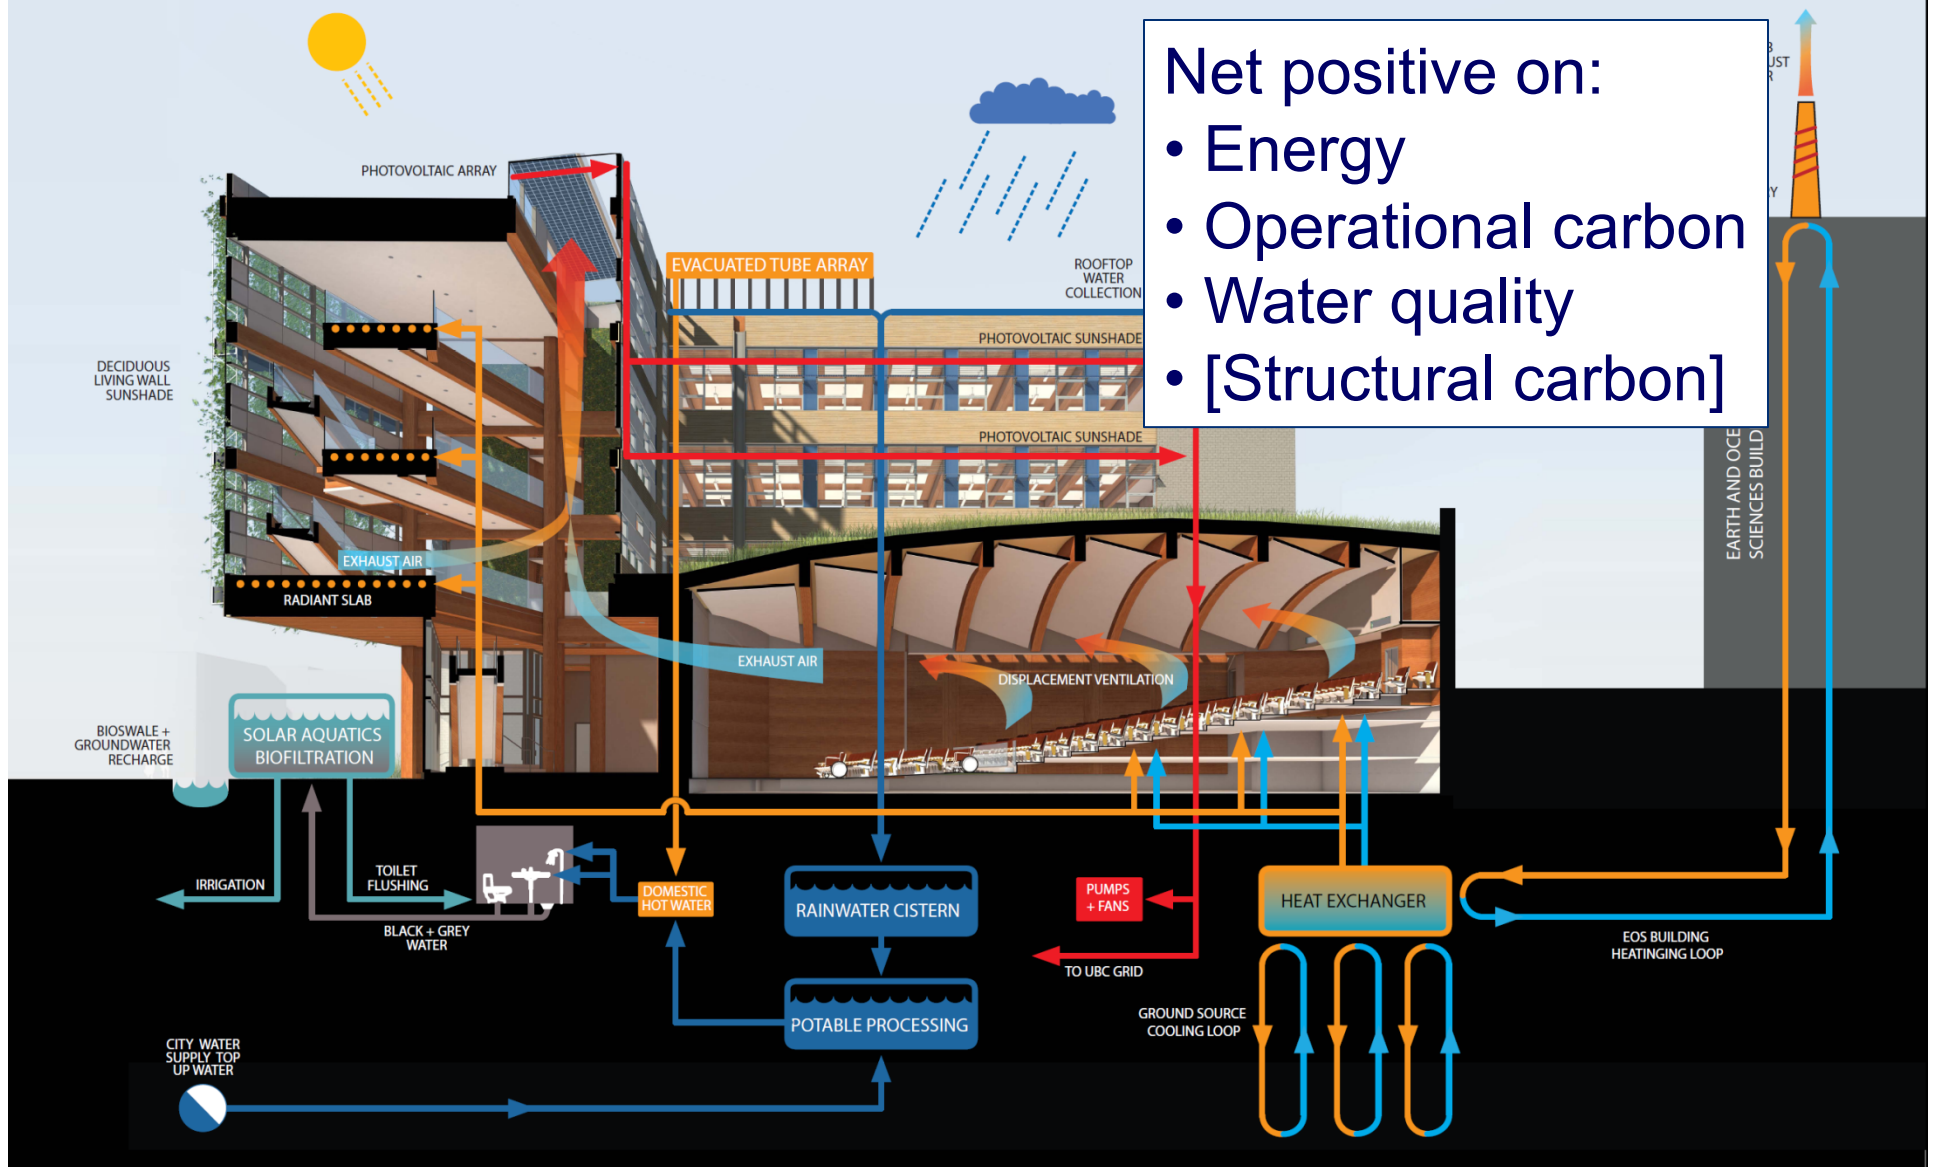 Net positive on:
• Energy
• Operational carbon
• Water quality
• [Structural carbon]
PHOTOVOLTAIC ARRAY
EVACUATED TUBE ARRAY
ROOFTOP
WATER
COLLECTION
PHOTOVOLTAIC SUNSHADE
PHOTOVOLTAIC SUNSHADE
DECIDUOUS
LIVING WALL
SUNSHADE
EARTH AND OCE
SCIENCES BUILD
EXHAUST AIR
RADIANT SLAB
EXHAUST AIR
DISPLACEMENT VENTILATION
BIOSWALE +
GROUNDWATER
RECHARGE
SOLAR AQUATICS
BIOFILTRATION
IRRIGATION
TOILET
FLUSHING
BLACK + GREY
WATER
DOMESTIC
HOT WATER
RAINWATER CISTERN
PUMPS
+ FANS
HEAT EXCHANGER
TO UBC GRID
EOS BUILDING
HEATINGING LOOP
POTABLE PROCESSING
GROUND SOURCE
COOLING LOOP
CITY WATER
SUPPLY TOP
UP WATER